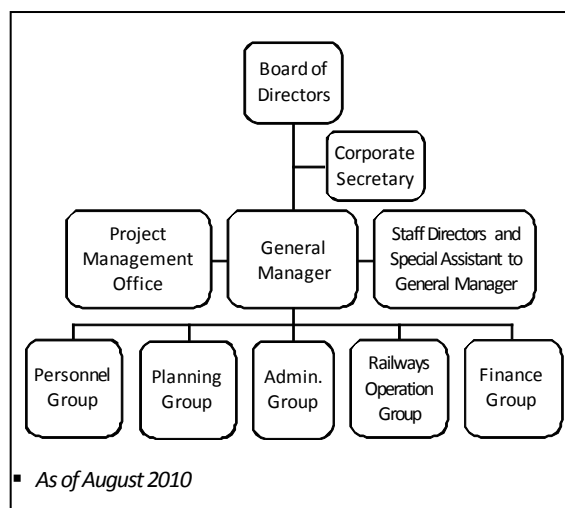 Board of
Directors
Corporate
Secretary
Project
Management
Office
General
Manager
Staff Directors and
Special Assistant to
General Manager
Personnel
Group
Planning
Group
Admin.
Group
Railways
Operation
Group
Finance
Group
▪ As of August 2010